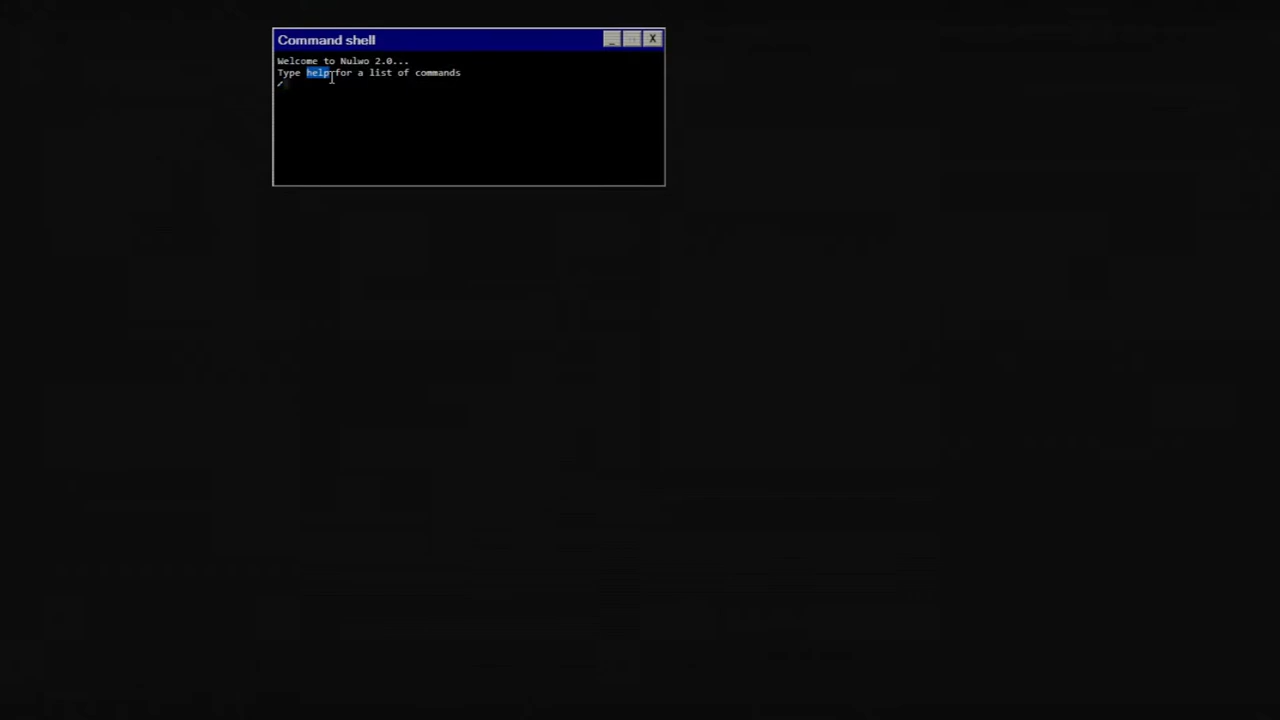 Command shell
Welcome to Nulwo 2.0...
Type help for a list of commands
/